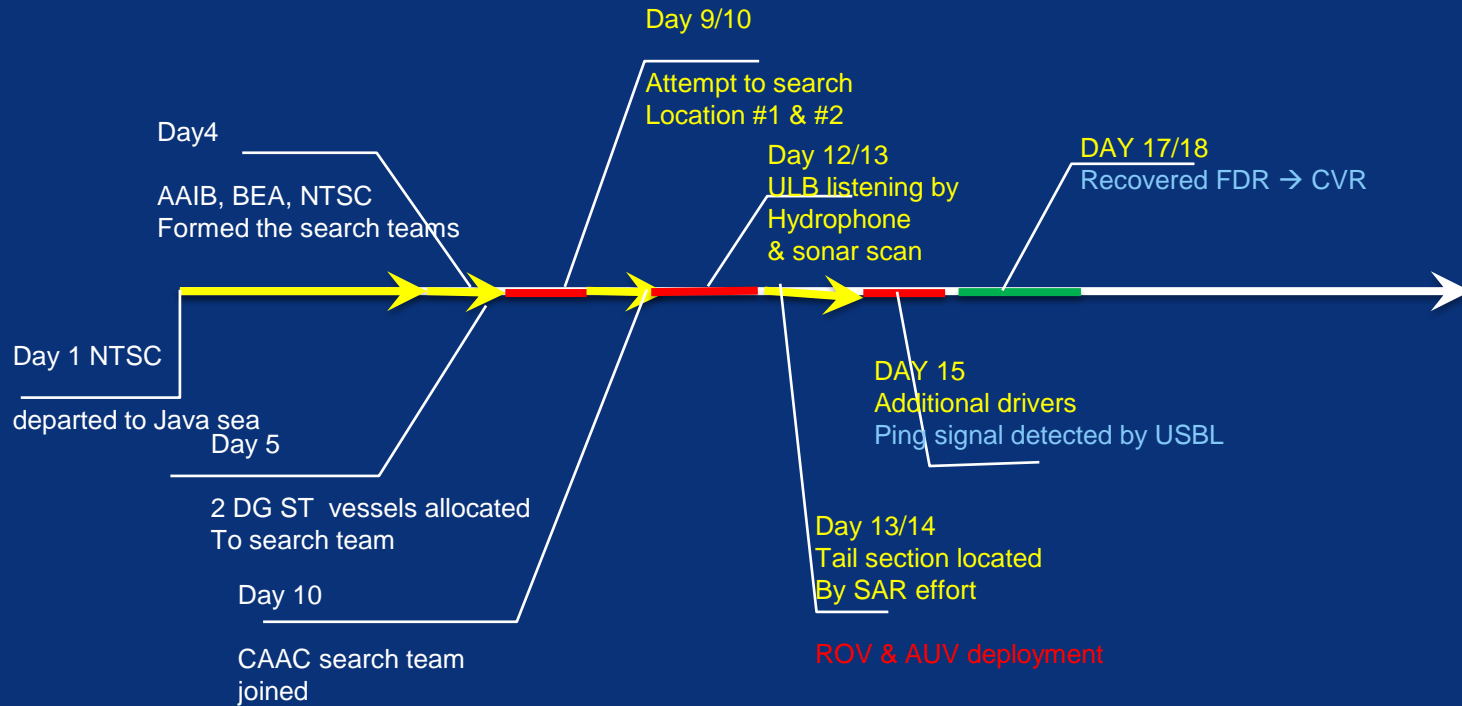 Day 9/10
Attempt to search
Location #1 & #2
Day4
AAIB, BEA, NTSC
Formed the search teams
Day 12/13
ULB listening by
Hydrophone
& sonar scan
DAY 17/18
Recovered FDR → CVR
Day 1 NTSC
departed to Java sea
Day 5
2 DG ST vessels allocated
To search team
Day 10
CAAC search team
joined
DAY 15
Additional drivers
Ping signal detected by USBL
Day 13/14
Tail section located
By SAR effort
ROV & AUV deployment